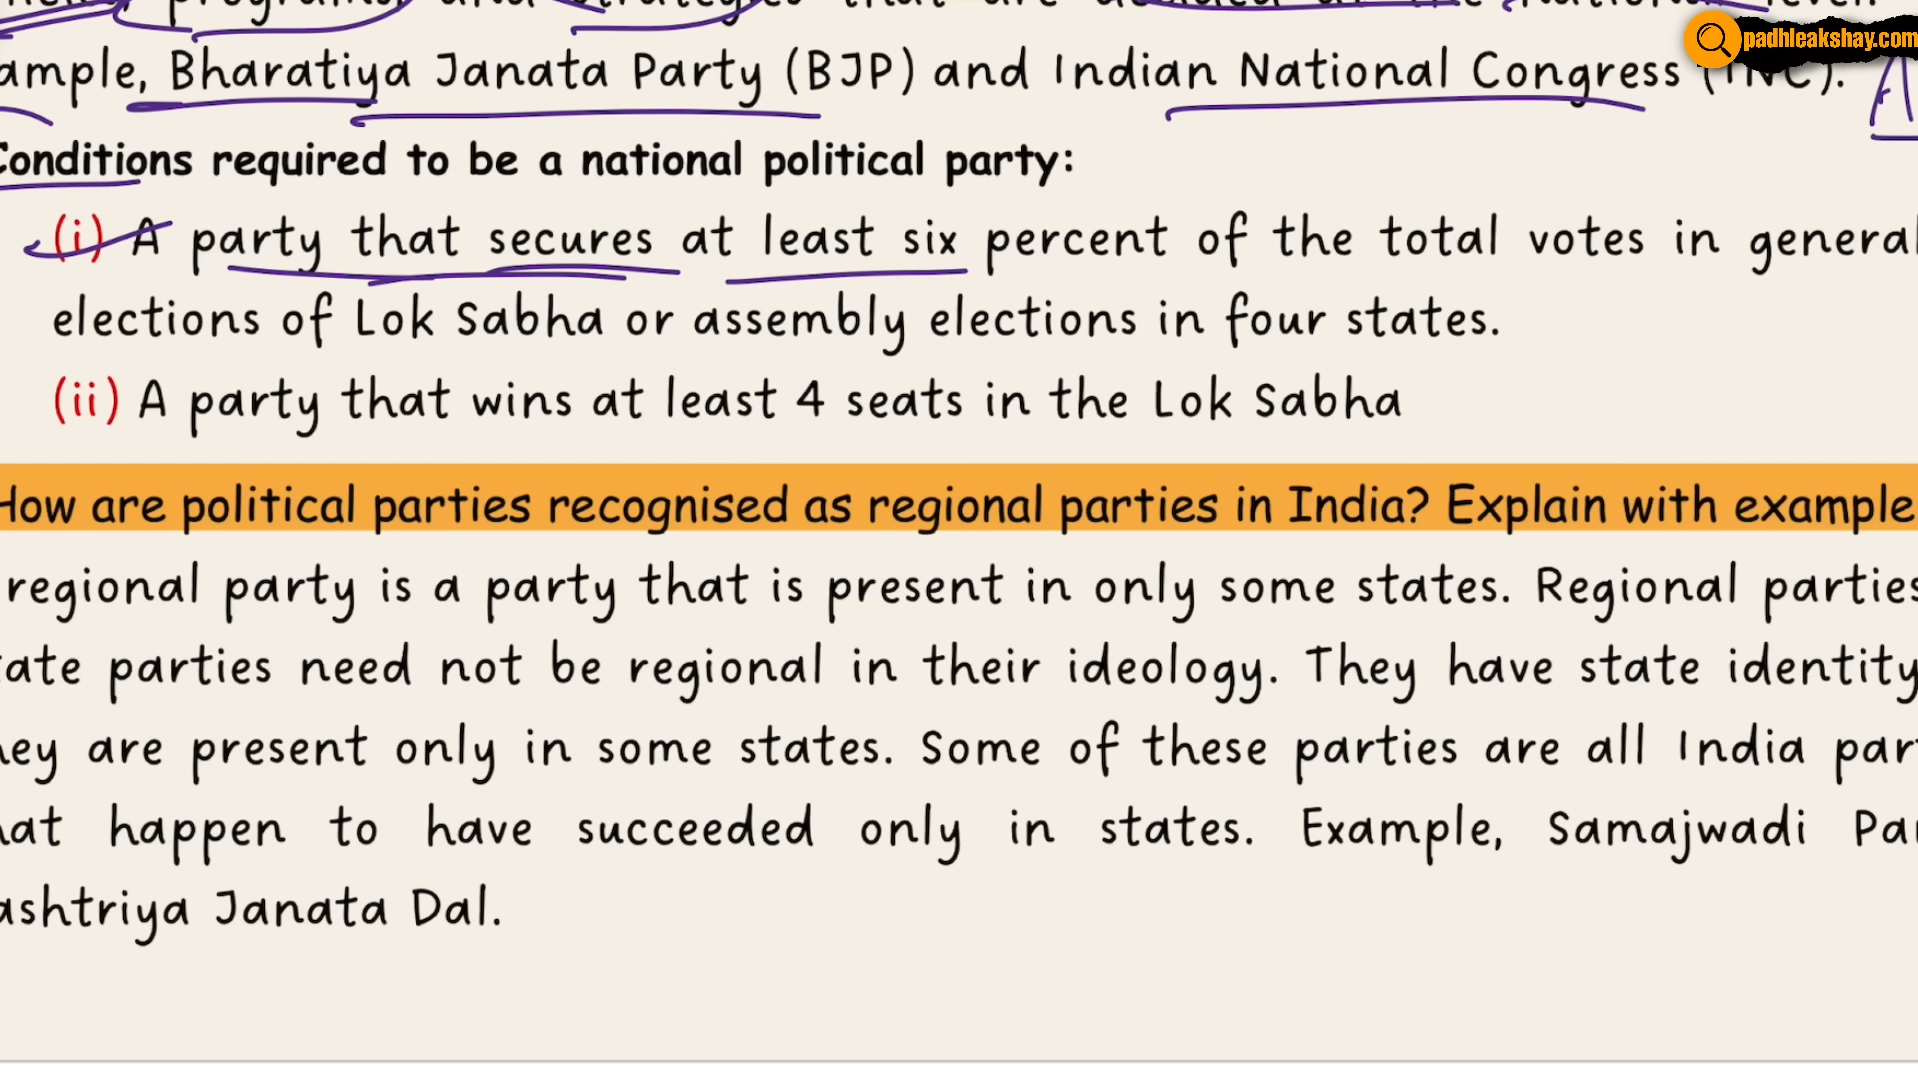 padhleakshay.com
ample, Bharatiya Janata Party (BJP) and Indian National Congress (INC).
Conditions required to be a national political party:
(i) A party that secures at least six percent of the total votes in general
elections of Lok Sabha or assembly elections in four states.
(ii) A party that wins at least 4 seats in the Lok Sabha
How are political parties recognised as regional parties in India? Explain with example
regional party is a party that is present in only some states. Regional parties
ate parties need not be regional in their ideology. They have state identity
hey are present only in some states. Some of these parties are all India par
hat happen to have succeeded only in states. Example, Samajwadi Par
ashtriya Janata Dal.